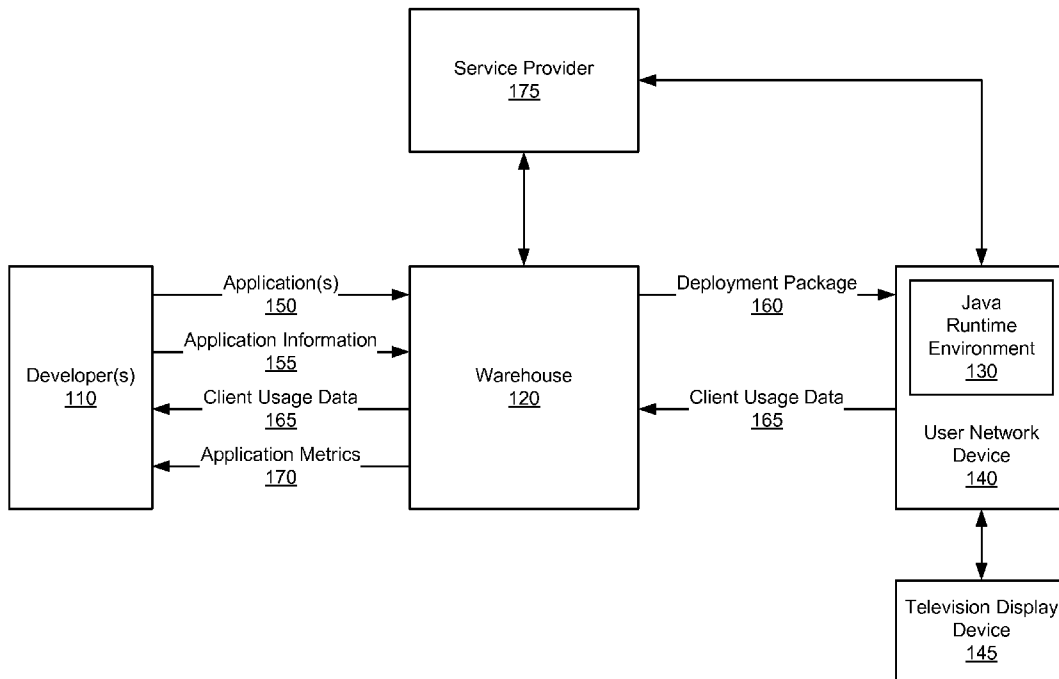 Service Provider
175
Application(s)
150
Application Information
155
Client Usage Data
165
Application Metrics
170
Developer(s)
110
Warehouse
120
Deployment Package
160
Client Usage Data
165
Java
Runtime
Environment
130
User Network
Device
140
Television Display
Device
145